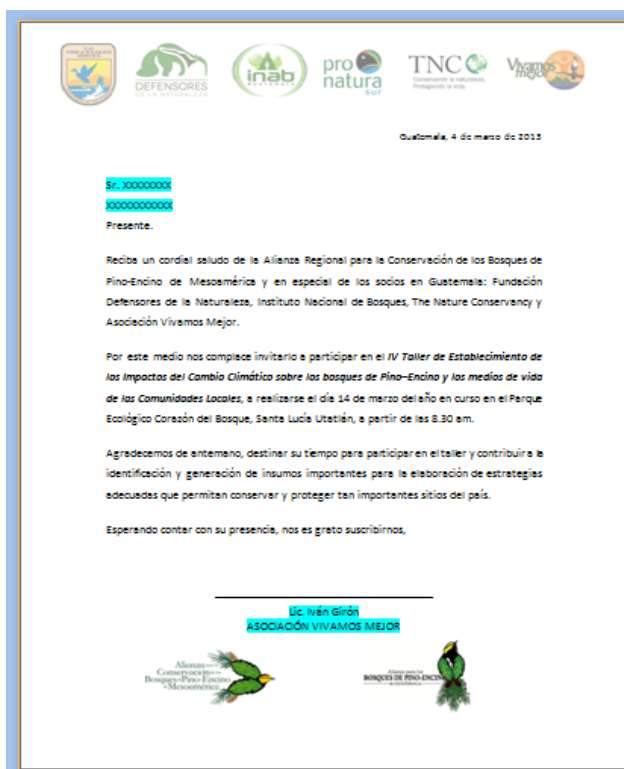 DEFENSORES
DE LA NATURALEZA
inab
pro
natura
sur
TNC
Conservando la naturaleza.
Protegiendo la vida.
Vivamos
mejor
Guatemala, 4 de marzo de 2013
Sr. XXXXXXXX
XXXXXXXXXXX
Presente.
Reciba un cordial saludo de la Alianza Regional para la Conservación de los Bosques de
Pino-Encino de Mesoamérica y en especial de los socios en Guatemala: Fundación
Defensores de la Naturaleza, Instituto Nacional de Bosques, The Nature Conservancy y
Asociación Vivamos Mejor.
Por este medio nos complace invitarlo a participar en el IV Taller de Establecimiento de
los Impactos del Cambio Climático sobre los bosques de Pino–Encino y los medios de vida
de las Comunidades Locales, a realizarse el día 14 de marzo del año en curso en el Parque
Ecológico Corazón del Bosque, Santa Lucía Utatlán, a partir de las 8.30 am.
Agradecemos de antemano, destinar su tiempo para participar en el taller y contribuir a la
identificación y generación de insumos importantes para la elaboración de estrategias
adecuadas que permitan conservar y proteger tan importantes sitios del país.
Esperando contar con su presencia, nos es grato suscribirnos,
Lic. Iván Girón
ASOCIACIÓN VIVAMOS MEJOR
Alianza para la
Conservación de los
Bosques de Pino-Encino
de Mesoamérica
Alianza para los
BOSQUES DE PINO-ENCINO